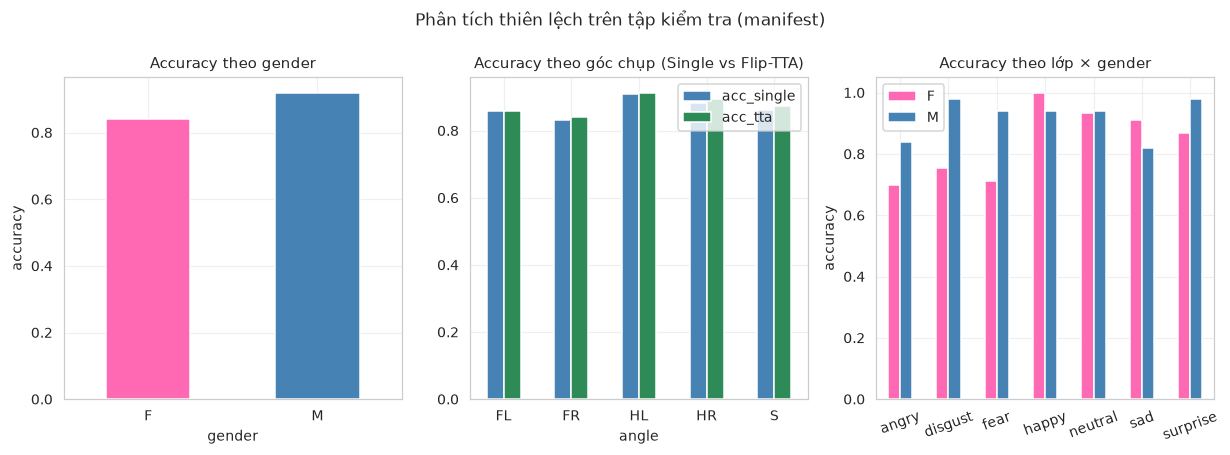 Phân tích thiên lệch trên tập kiểm tra (manifest)
Accuracy theo gender
accuracy
0.8
0.6
0.4
0.2
0.0
F
M
gender
Accuracy theo góc chụp (Single vs Flip-TTA)
acc_single
acc_tta
0.8
0.6
0.4
0.2
0.0
FL
FR
HL
HR
S
angle
Accuracy theo lớp × gender
F
M
accuracy
1.0
0.8
0.6
0.4
0.2
0.0
angry
disgust
fear
happy
neutral
sad
surprise